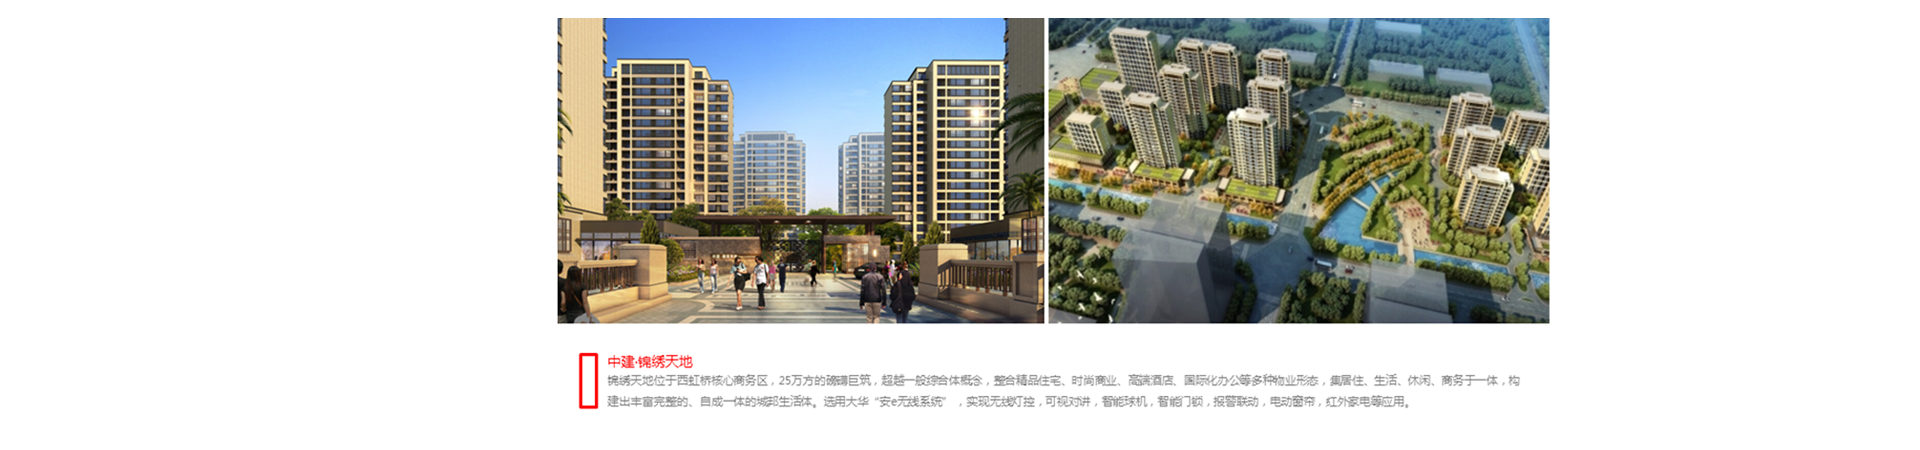 中建·锦绣天地
锦绣天地位于西虹桥核心商务区，25万方的磅礴巨筑，超越一般综合体概念，整合精品住宅、时尚商业、高端酒店、国际化办公等多种物业形态，集居住、生活、休闲、商务于一体，构
建出丰富完整的、自成一体的城邦生活体。选用大华“安e无线系统”，实现无线灯控，可视对讲，智能球机，智能门锁，报警联动，电动窗帘，红外家电等应用。